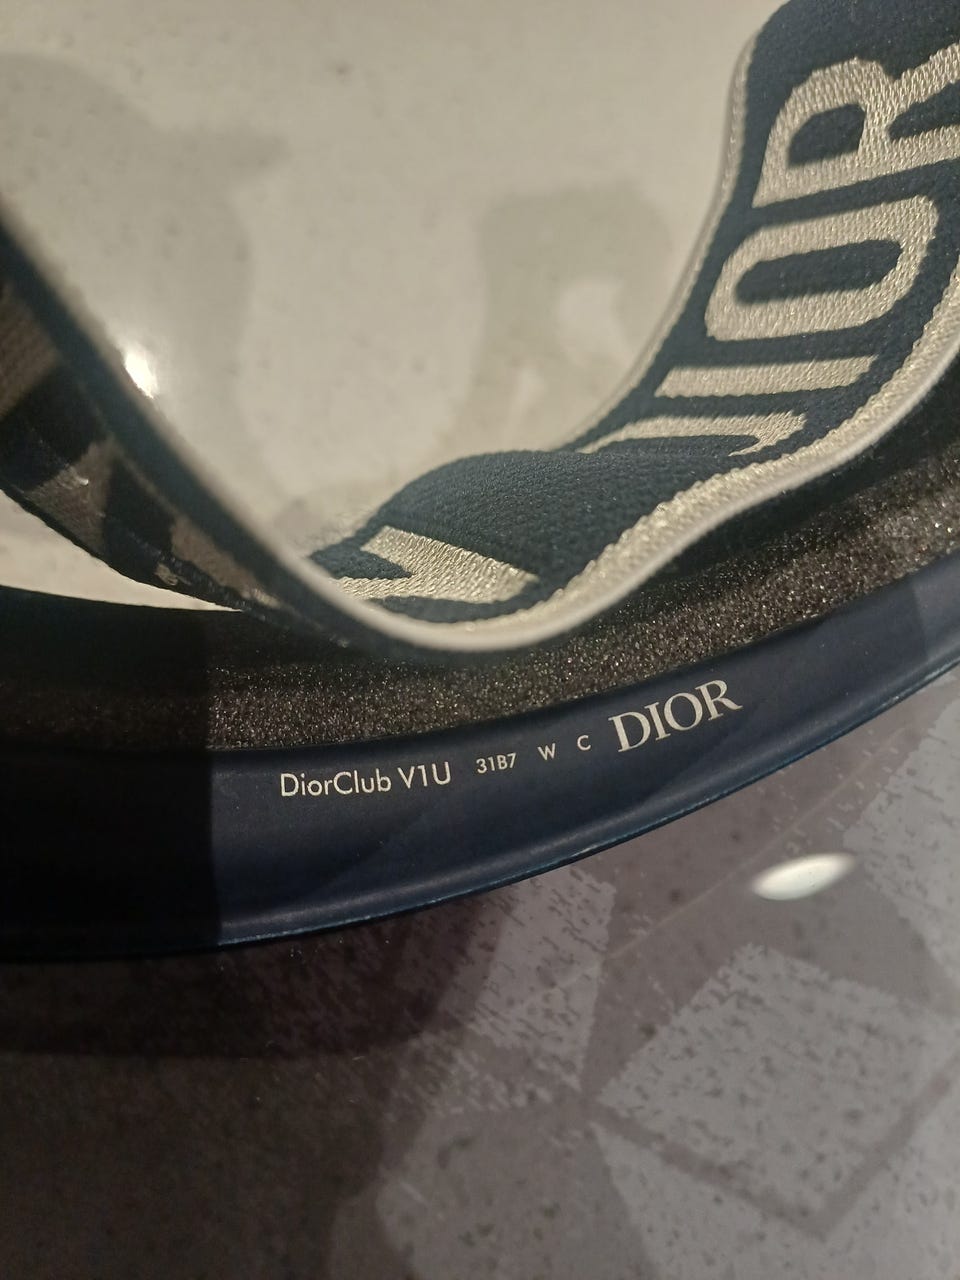 DIOR
DiorClub V1U 31B7 W C DIOR